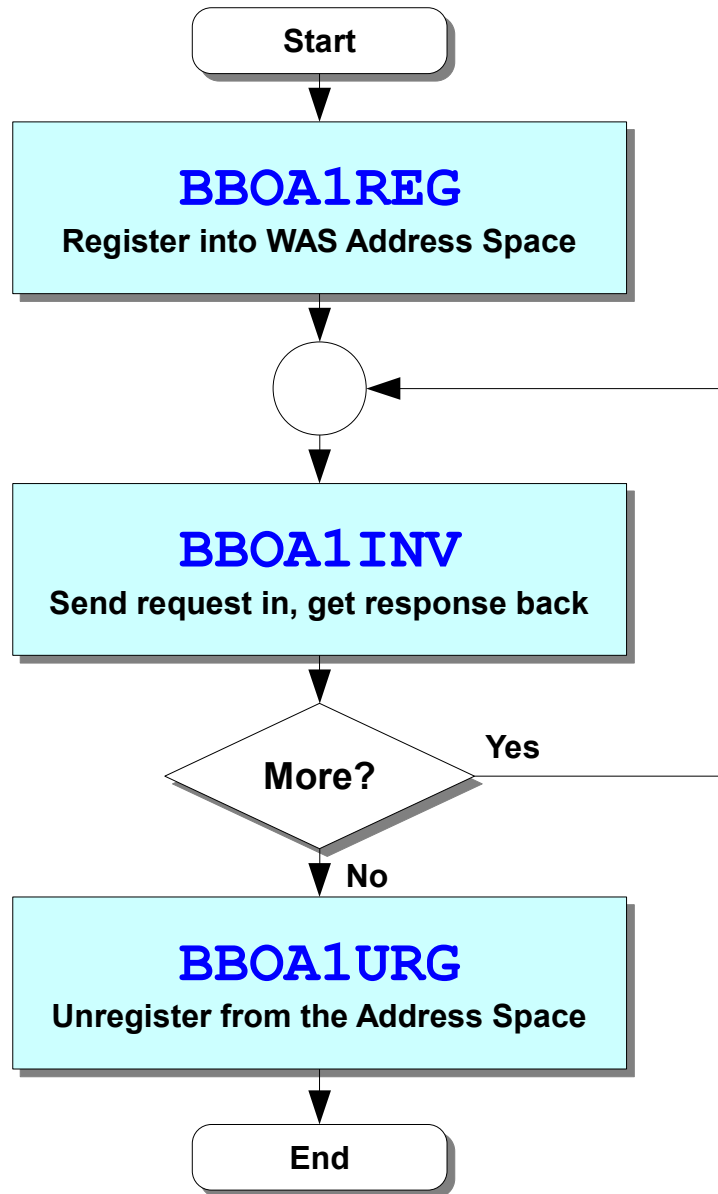 Start
BBOA1REG
Register into WAS Address Space
BBOA1INV
Send request in, get response back
More?
Yes
No
BBOA1URG
Unregister from the Address Space
End